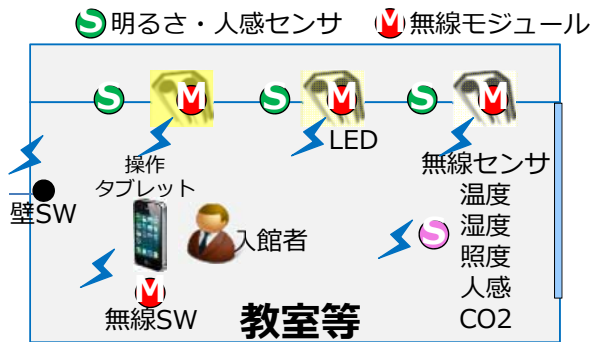 S 明るさ・人感センサ M 無線モジュール
S M S M S M
LED
操作
タブレット
壁SW
入館者
M
無線SW
無線センサ
温度
湿度
S 照度
人感
CO2
教室等